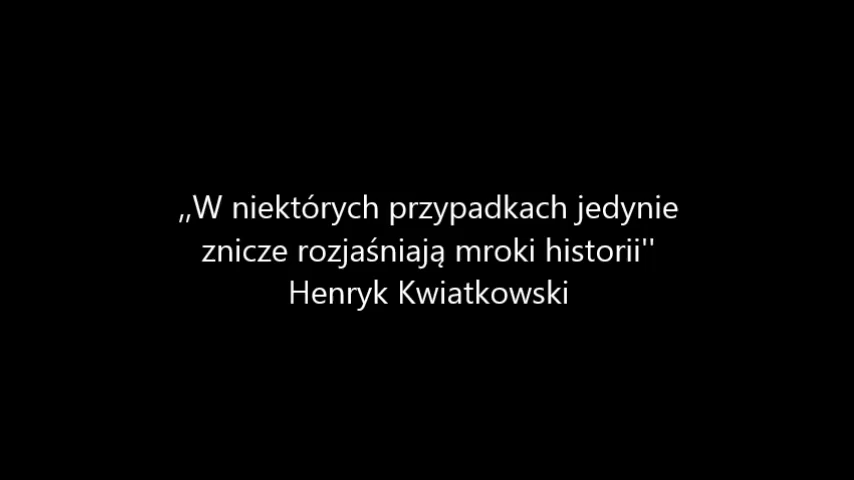 ,,W niektórych przypadkach jedynie
znicze rozjaśniają mroki historii''
Henryk Kwiatkowski